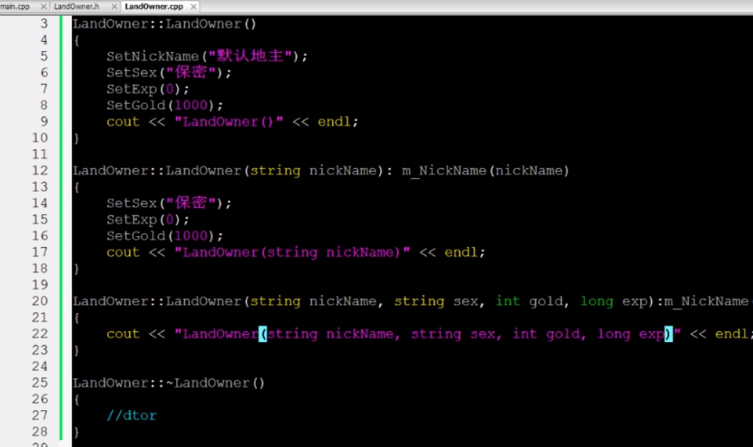 main.cpp LandOwner.h LandOwner.cpp
3 LandOwner::LandOwner()
4 {
5 SetNickName("默认地主");
6 SetSex("保密");
7 SetExp(0);
8 SetGold(1000);
9 cout << "LandOwner()" << endl;
10 }
11
12 LandOwner::LandOwner(string nickName): m_NickName(nickName)
13 {
14 SetSex("保密");
15 SetExp(0);
16 SetGold(1000);
17 cout << "LandOwner(string nickName)" << endl;
18 }
19
20 LandOwner::LandOwner(string nickName, string sex, int gold, long exp):m_NickName
21 {
22 cout << "LandOwner(string nickName, string sex, int gold, long exp)" << endl;
23 }
24
25 LandOwner::~LandOwner()
26 {
27 //dtor
28 }